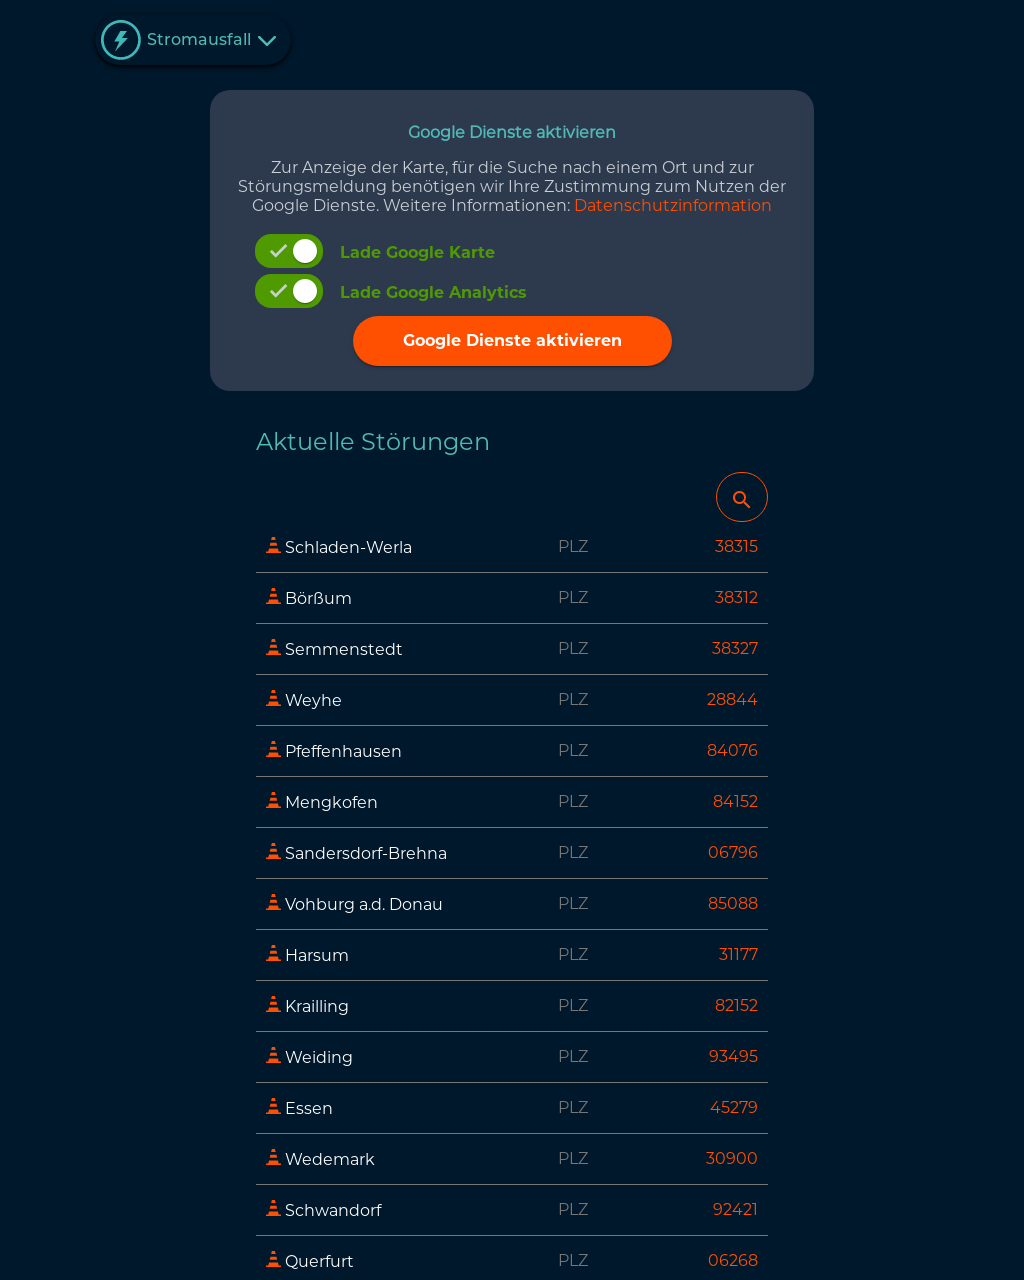 Stromausfall
Google Dienste aktivieren
Zur Anzeige der Karte, für die Suche nach einem Ort und zur
Störungsmeldung benötigen wir Ihre Zustimmung zum Nutzen der
Google Dienste. Weitere Informationen: Datenschutzinformation
Lade Google Karte
Lade Google Analytics
Google Dienste aktivieren
Aktuelle Störungen
Schladen-Werla PLZ 38315
Börßum PLZ 38312
Semmenstedt PLZ 38327
Weyhe PLZ 28844
Pfeffenhausen PLZ 84076
Mengkofen PLZ 84152
Sandersdorf-Brehna PLZ 06796
Vohburg a.d. Donau PLZ 85088
Harsum PLZ 31177
Krailling PLZ 82152
Weiding PLZ 93495
Essen PLZ 45279
Wedemark PLZ 30900
Schwandorf PLZ 92421
Querfurt PLZ 06268